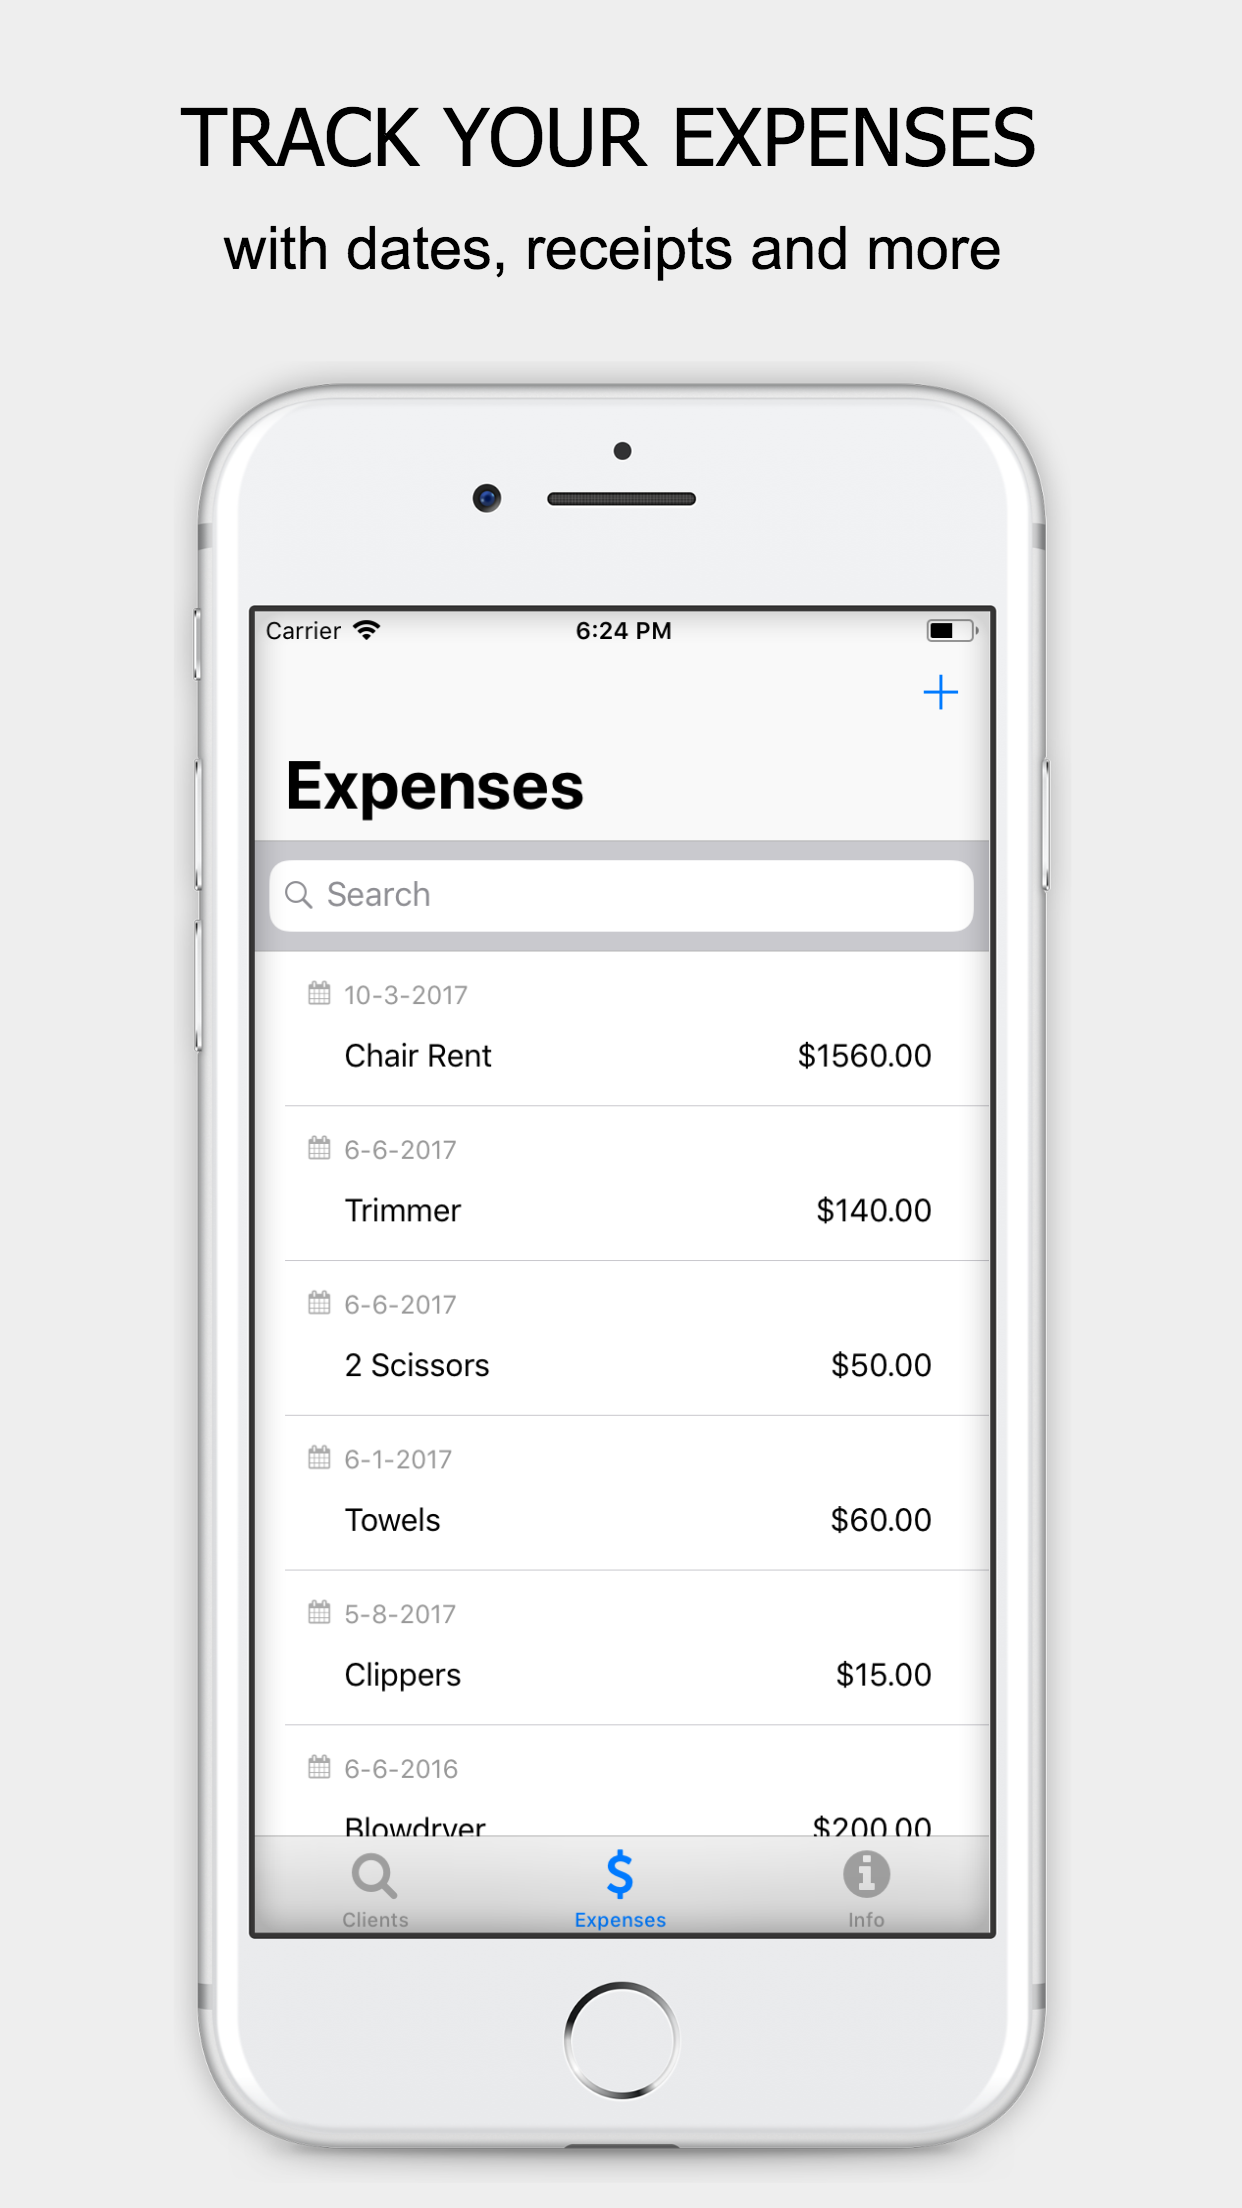 TRACK YOUR EXPENSES
with dates, receipts and more
Carrier 6:24 PM
Expenses
Search
10-3-2017
Chair Rent $1560.00
6-6-2017
Trimmer $140.00
6-6-2017
2 Scissors $50.00
6-1-2017
Towels $60.00
5-8-2017
Clippers $15.00
6-6-2016
Blowdryer $200.00
Clients Expenses Info